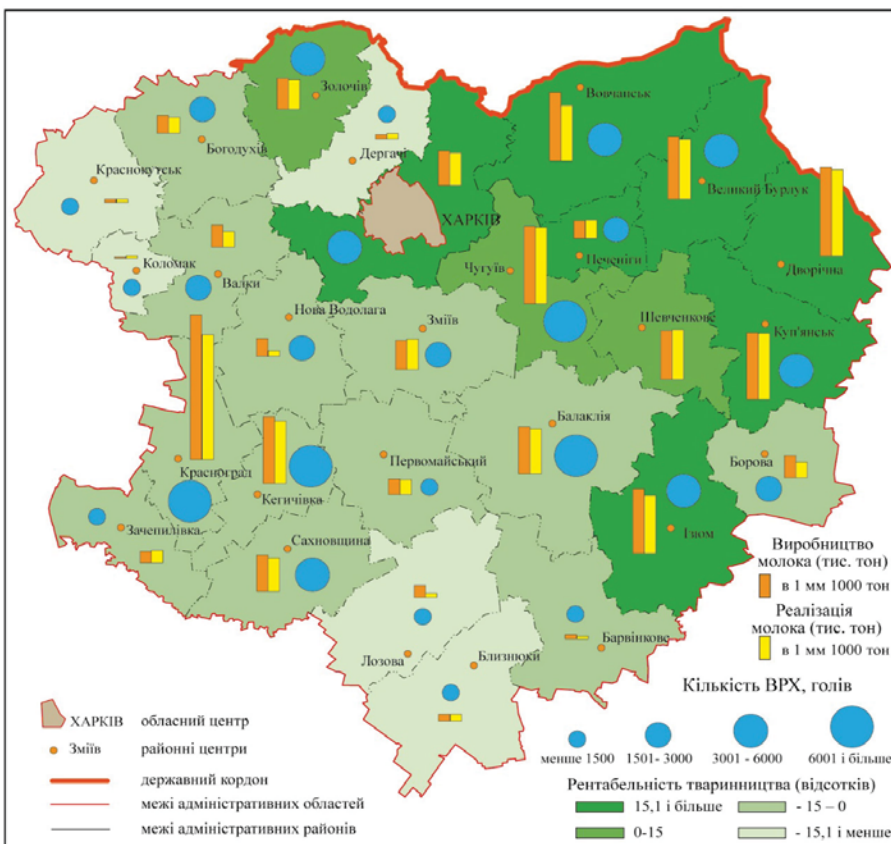 Золочів
Вовчанськ
Дергачі
Богодухів
Краснокутськ
Великий Бурлук
ХАРКІВ
Печеніги
Дворічна
Чугуїв
Коломак
Валки
Нова Водолага
Зміїв
Шевченкове
Куп'янськ
Балаклія
Борова
Первомайський
Красноград
Кегичівка
Зачепилівка
Сахновщина
Ізюм
Барвінкове
Лозова
Близнюки
Виробництво
молока (тис. тон)
в 1 мм 1000 тон
Реалізація
молока (тис. тон)
в 1 мм 1000 тон
Кількість ВРХ, голів
менше 1500 1501- 3000 3001 - 6000 6001 і більше
Рентабельність тваринництва (відсотків)
15,1 і більше - 15 – 0
0-15 - 15,1 і менше
ХАРКІВ обласний центр
Зміїв районні центри
державний кордон
межі адміністративних областей
межі адміністративних районів